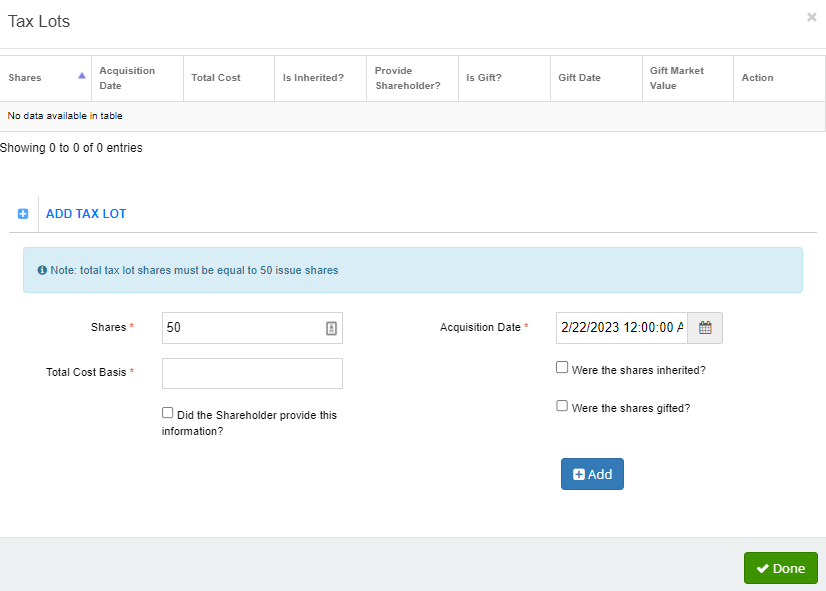 Tax Lots
×
Shares
Acquisition
Date
Total Cost
Is Inherited?
Provide
Shareholder?
Is Gift?
Gift Date
Gift Market
Value
Action
No data available in table
Showing 0 to 0 of 0 entries
ADD TAX LOT
Note: total tax lot shares must be equal to 50 issue shares
Shares *
50
Acquisition Date *
2/22/2023 12:00:00 A
Total Cost Basis *
Were the shares inherited?
Did the Shareholder provide this
information?
Were the shares gifted?
Add
Done